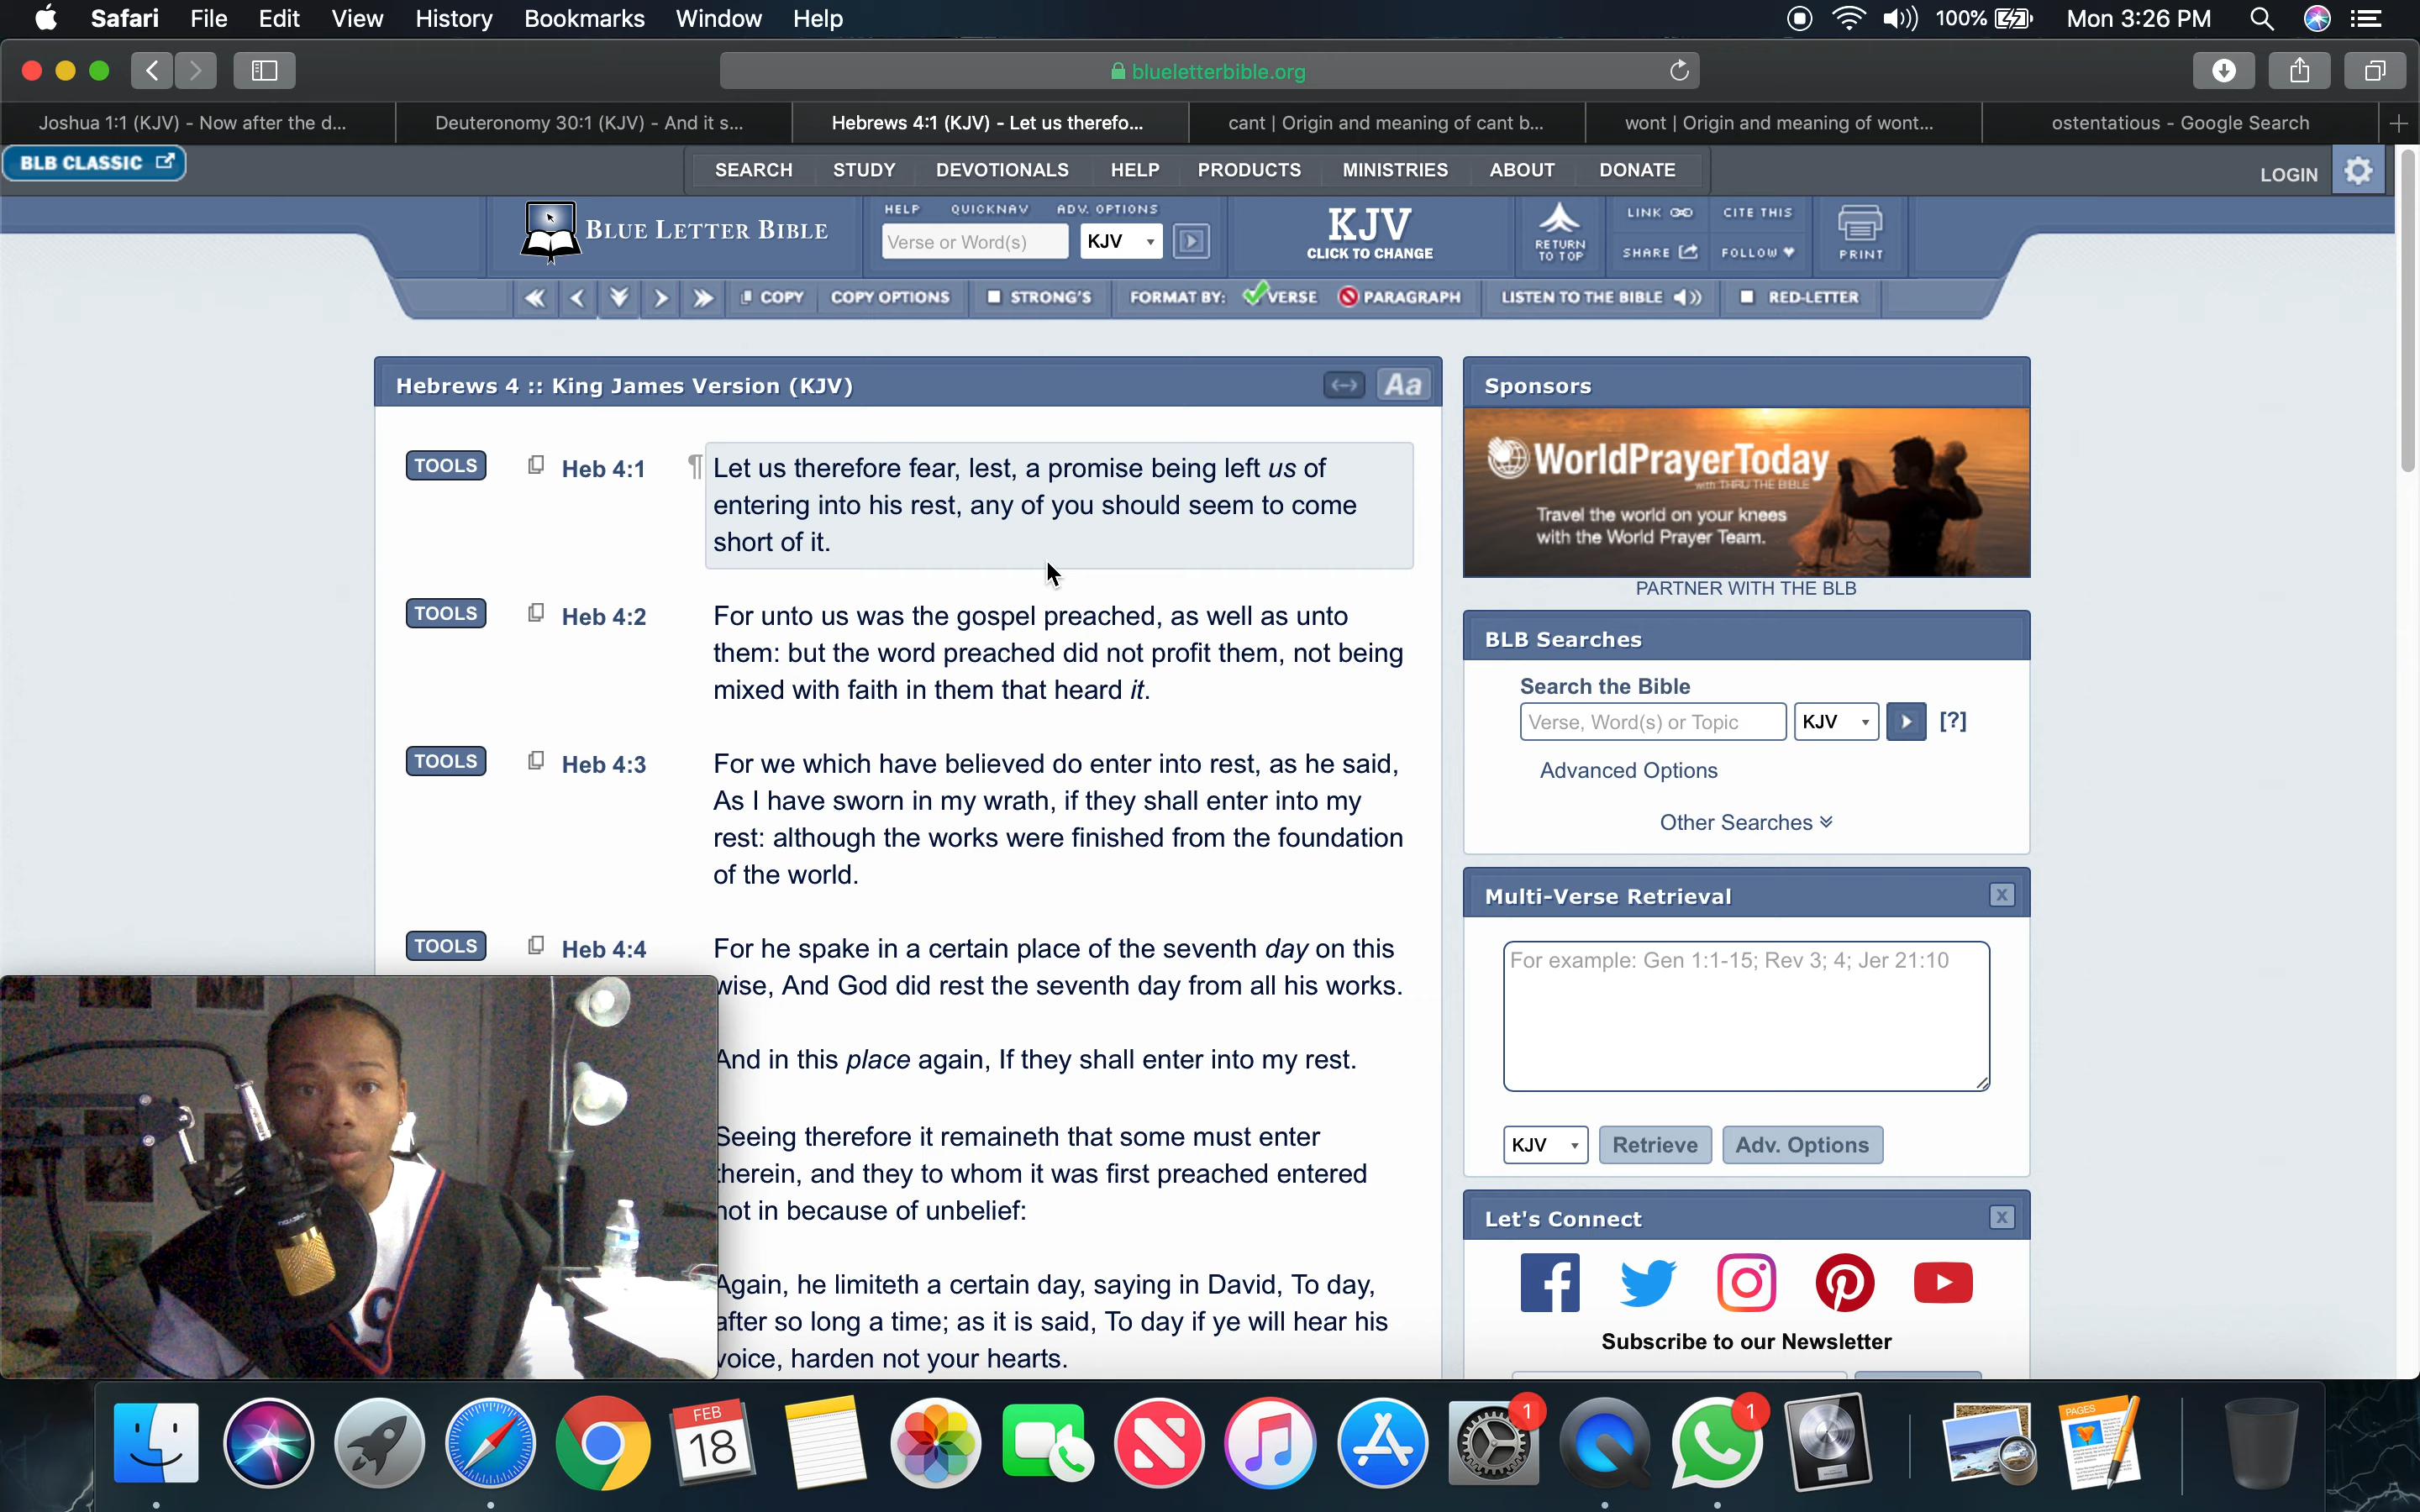 Safari File Edit View History Bookmarks Window Help 100% Mon 3:26 PM
blueletterbible.org
Joshua 1:1 (KJV) - Now after the d...
Deuteronomy 30:1 (KJV) - And it s...
Hebrews 4:1 (KJV) - Let us therefo...
cant | Origin and meaning of cant b...
wont | Origin and meaning of wont...
ostentatious - Google Search
BLB CLASSIC
SEARCH STUDY DEVOTIONALS HELP PRODUCTS MINISTRIES ABOUT DONATE
LOGIN
BLUE LETTER BIBLE
HELP QUICKNAV ADV. OPTIONS
Verse or Word(s) KJV
KJV
CLICK TO CHANGE
RETURN
TO TOP
LINK CITE THIS
SHARE FOLLOW
PRINT
COPY COPY OPTIONS STRONG'S FORMAT BY: VERSE PARAGRAPH LISTEN TO THE BIBLE RED-LETTER
Hebrews 4 :: King James Version (KJV)
Aa
TOOLS Heb 4:1 ¶ Let us therefore fear, lest, a promise being left us of
entering into his rest, any of you should seem to come
short of it.
TOOLS Heb 4:2 For unto us was the gospel preached, as well as unto
them: but the word preached did not profit them, not being
mixed with faith in them that heard it.
TOOLS Heb 4:3 For we which have believed do enter into rest, as he said,
As I have sworn in my wrath, if they shall enter into my
rest: although the works were finished from the foundation
of the world.
TOOLS Heb 4:4 For he spake in a certain place of the seventh day on this
wise, And God did rest the seventh day from all his works.
And in this place again, If they shall enter into my rest.
Seeing therefore it remaineth that some must enter
therein, and they to whom it was first preached entered
not in because of unbelief:
Again, he limiteth a certain day, saying in David, To day,
after so long a time; as it is said, To day if ye will hear his
voice, harden not your hearts.
Sponsors
WorldPrayerToday
with THRU THE BIBLE
Travel the world on your knees
with the World Prayer Team.
PARTNER WITH THE BLB
BLB Searches
Search the Bible
Verse, Word(s) or Topic KJV [?]
Advanced Options
Other Searches
Multi-Verse Retrieval
For example: Gen 1:1-15; Rev 3; 4; Jer 21:10
KJV Retrieve Adv. Options
Let's Connect
Subscribe to our Newsletter
FEB
18
1
1
PAGES